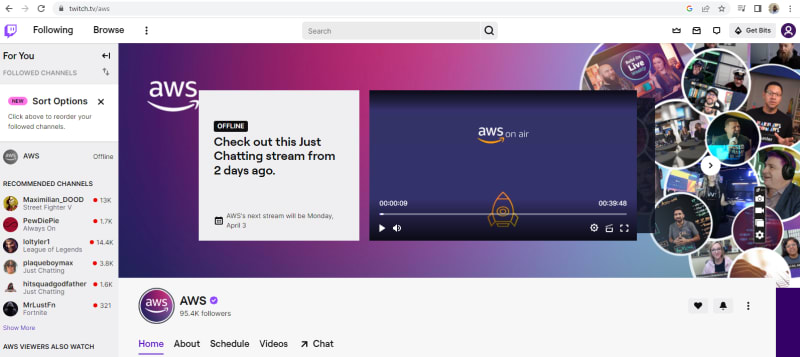 twitch.tv/aws
Following
Browse
Search
Get Bits
For You
FOLLOWED CHANNELS
NEW
Sort Options
Click above to reorder
your followed channels.
AWS
Offline
RECOMMENDED CHANNELS
Maximilian_DOOD
13K
Street Fighter V
PewDiePie
1.7K
Always On
loltyler1
14.4K
League of Legends
plaqueboymax
3.8K
Just Chatting
hitsquadgodfather
1.6K
Just Chatting
MrLustFn
321
Fortnite
Show More
AWS VIEWERS ALSO WATCH
aws
OFFLINE
Check out this Just
Chatting stream from
2 days ago.
AWS's next stream will be Monday,
April 3
aws on air
00:00:09
00:39:48
aws
AWS
95.4K followers
Home
About
Schedule
Videos
Chat